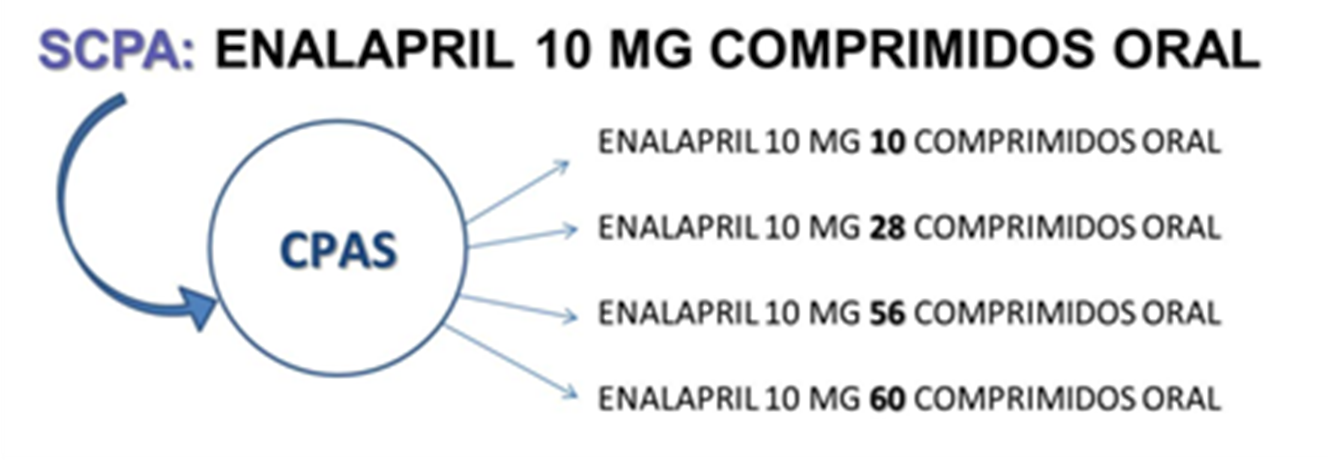 SCPA: ENALAPRIL 10 MG COMPRIMIDOS ORAL
ENALAPRIL 10 MG 10 COMPRIMIDOS ORAL
ENALAPRIL 10 MG 28 COMPRIMIDOS ORAL
CPAS
ENALAPRIL 10 MG 56 COMPRIMIDOS ORAL
ENALAPRIL 10 MG 60 COMPRIMIDOS ORAL